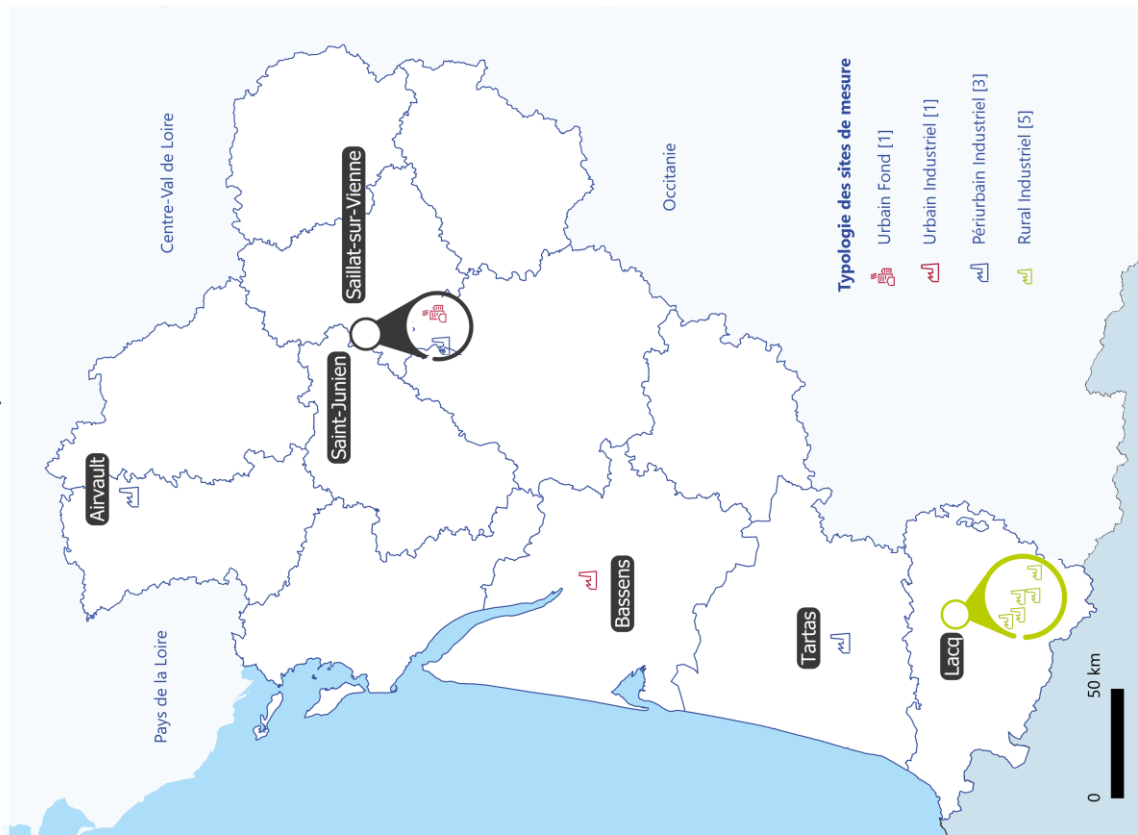 Pays de la Loire
Centre-Val de Loire
Airvault
Saint-Junien
Saillat-sur-Vienne
Bassens
Occitanie
Tartas
Lacq
Typologie des sites de mesure
Urbain Fond [1]
Urbain Industriel [1]
Périurbain Industriel [3]
Rural Industriel [5]
0
50 km